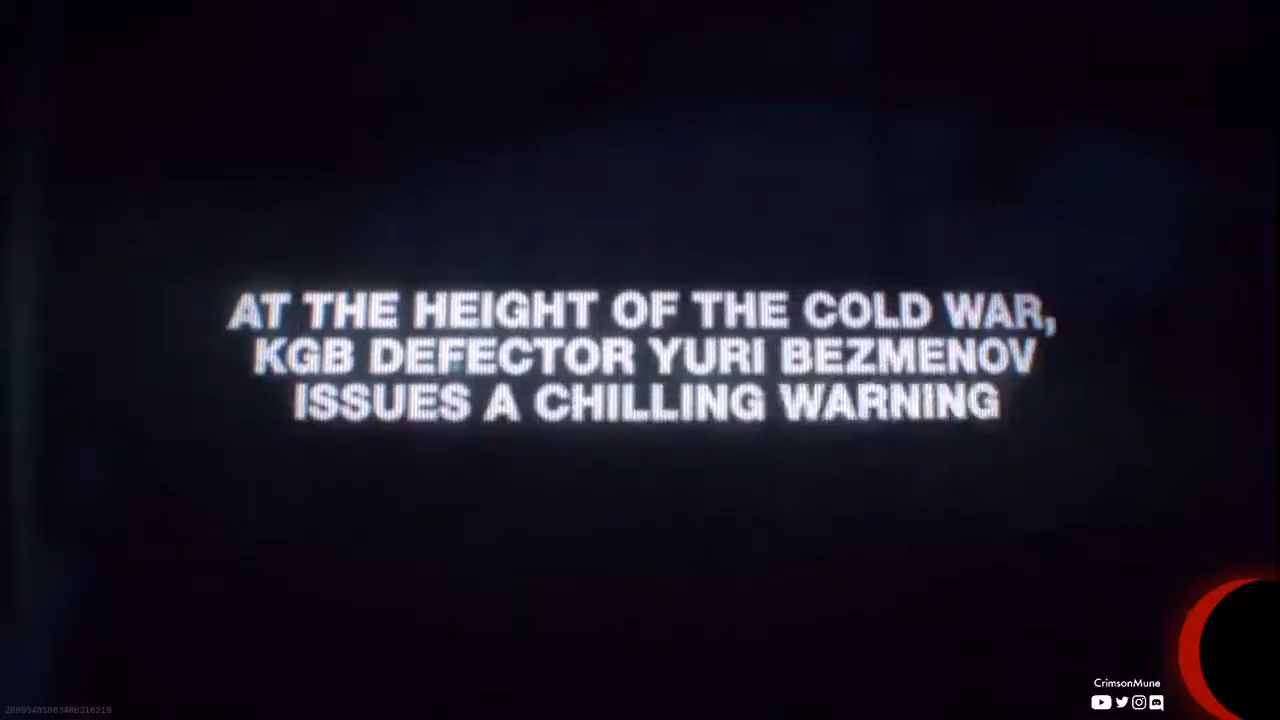 AT THE HEIGHT OF THE COLD WAR,
KGB DEFECTOR YURI BEZMENOV
ISSUES A CHILLING WARNING
CrimsonMune